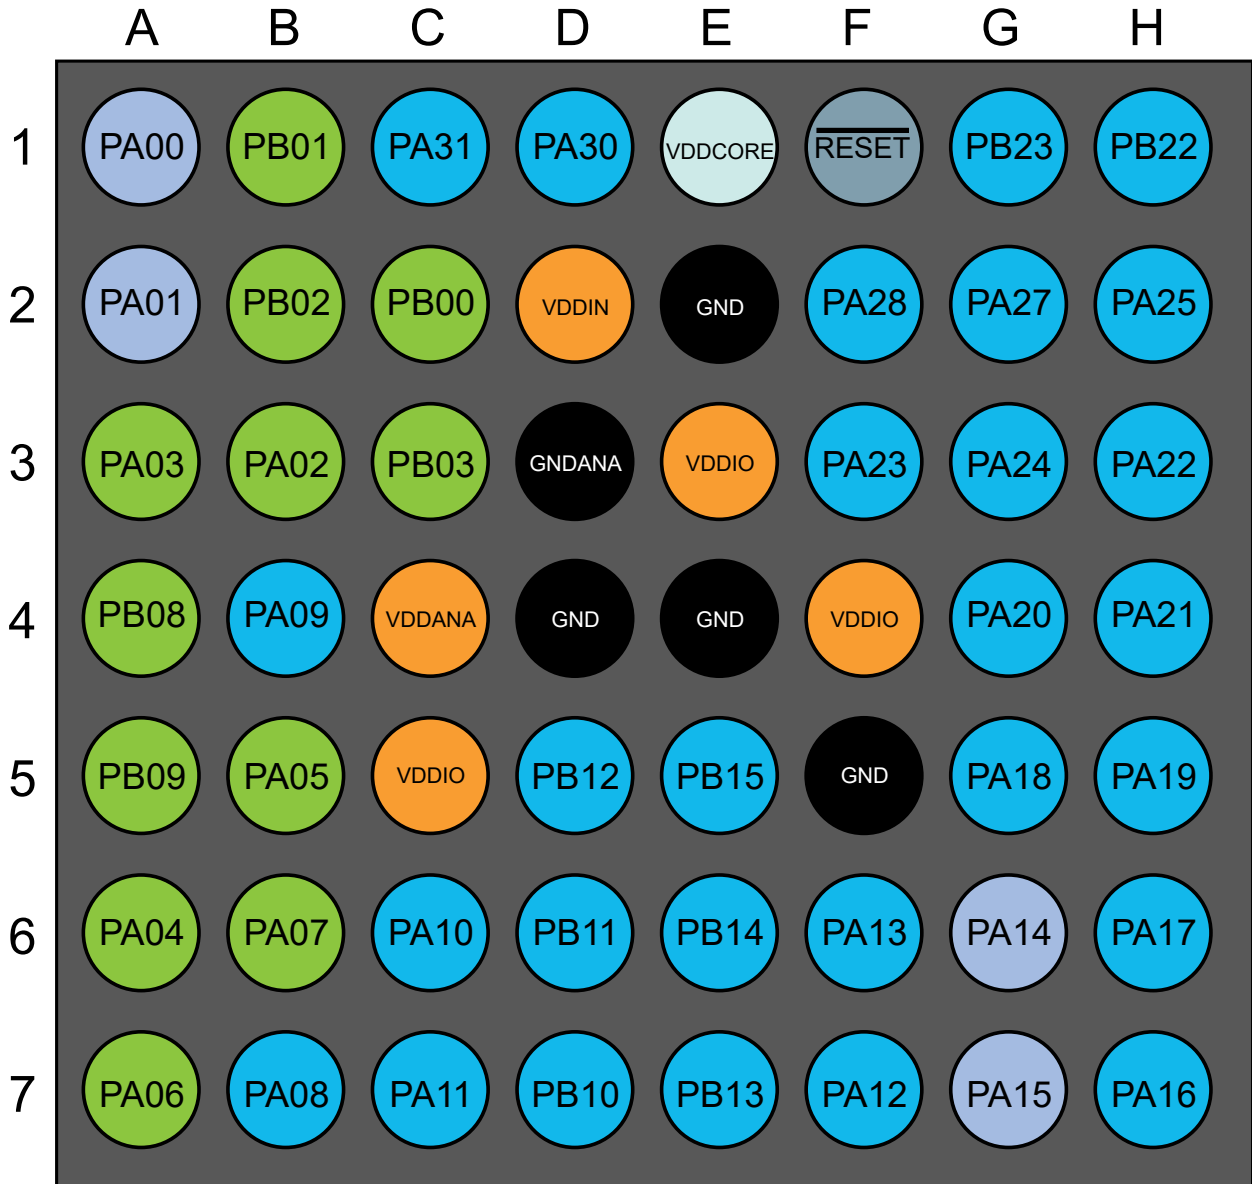 A B C D E F G H
1 PA00 PB01 PA31 PA30 VDDCORE RESET PB23 PB22
2 PA01 PB02 PB00 VDDIN GND PA28 PA27 PA25
3 PA03 PA02 PB03 GNDANA VDDIO PA23 PA24 PA22
4 PB08 PA09 VDDANA GND GND VDDIO PA20 PA21
5 PB09 PA05 VDDIO PB12 PB15 GND PA18 PA19
6 PA04 PA07 PA10 PB11 PB14 PA13 PA14 PA17
7 PA06 PA08 PA11 PB10 PB13 PA12 PA15 PA16